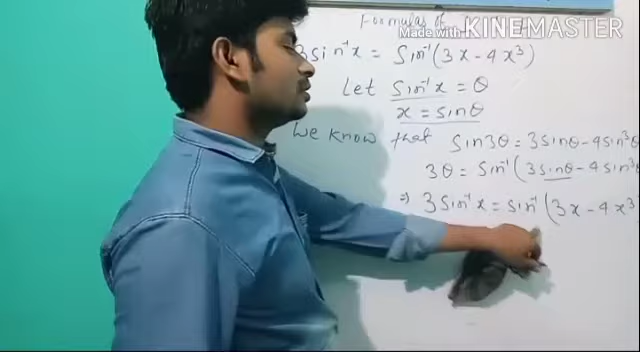 Formulas of
Made with KINEMASTER
3sin⁻¹x = Sin⁻¹(3x - 4x³)
Let Sin⁻¹x = θ
x = sinθ
We know that Sin3θ = 3sinθ - 4sin³θ
3θ = Sin⁻¹(3sinθ - 4sin³θ
⇒ 3Sin⁻¹x = sin⁻¹(3x - 4x³